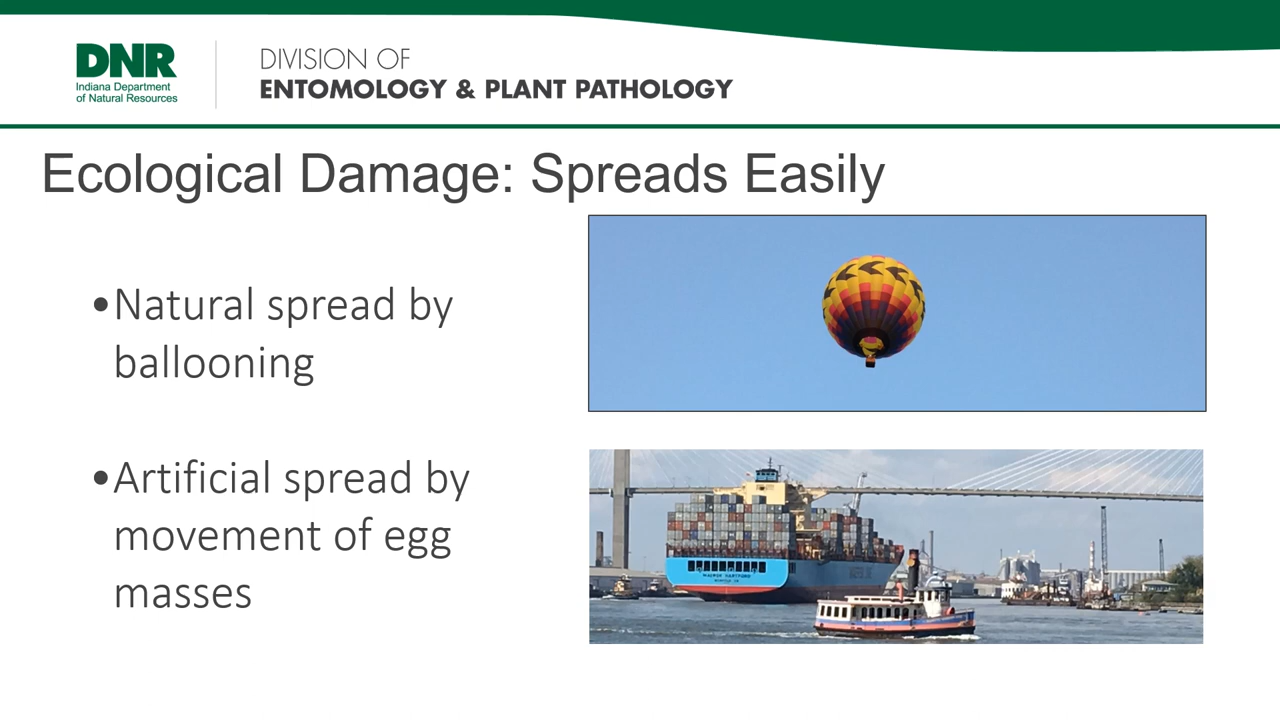 DNR
Indiana Department
of Natural Resources
DIVISION OF
ENTOMOLOGY & PLANT PATHOLOGY
Ecological Damage: Spreads Easily
•Natural spread by
ballooning
•Artificial spread by
movement of egg
masses